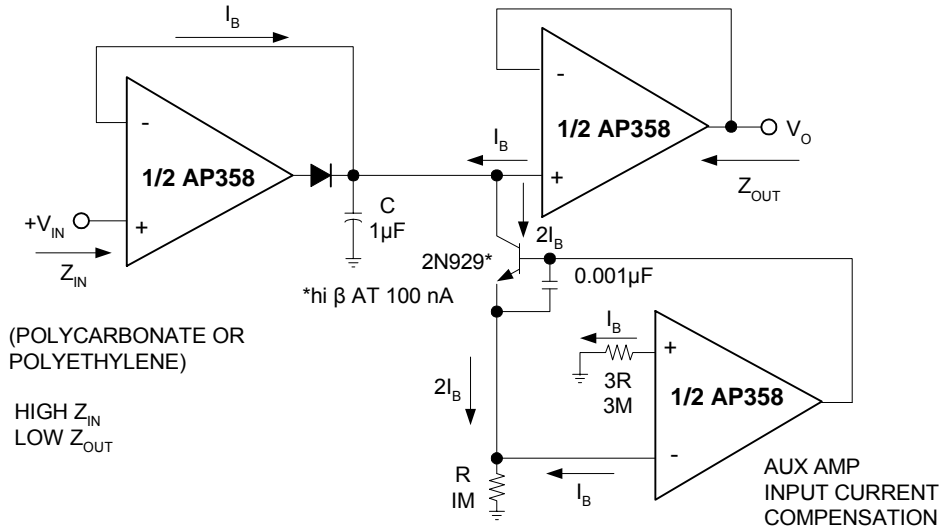 I_B
-
1/2 AP358
+
+V_IN
Z_IN
C
1µF
I_B
-
1/2 AP358
+
V_O
Z_OUT
2I_B
2N929*
*hi β AT 100 nA
0.001µF
(POLYCARBONATE OR
POLYETHYLENE)
HIGH Z_IN
LOW Z_OUT
2I_B
I_B
3R
3M
+
1/2 AP358
-
R
IM
I_B
AUX AMP
INPUT CURRENT
COMPENSATION